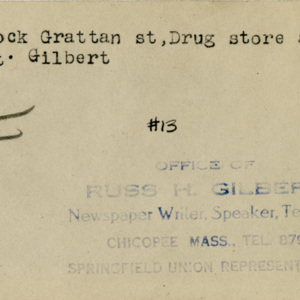 ock Grattan st,Drug store
Gilbert
#13
OFFICE OF
RUSS H. GILBER
Newspaper Writer, Speaker, Te
CHICOPEE MASS., TEL 879
SPRINGFIELD UNION REPRESENT